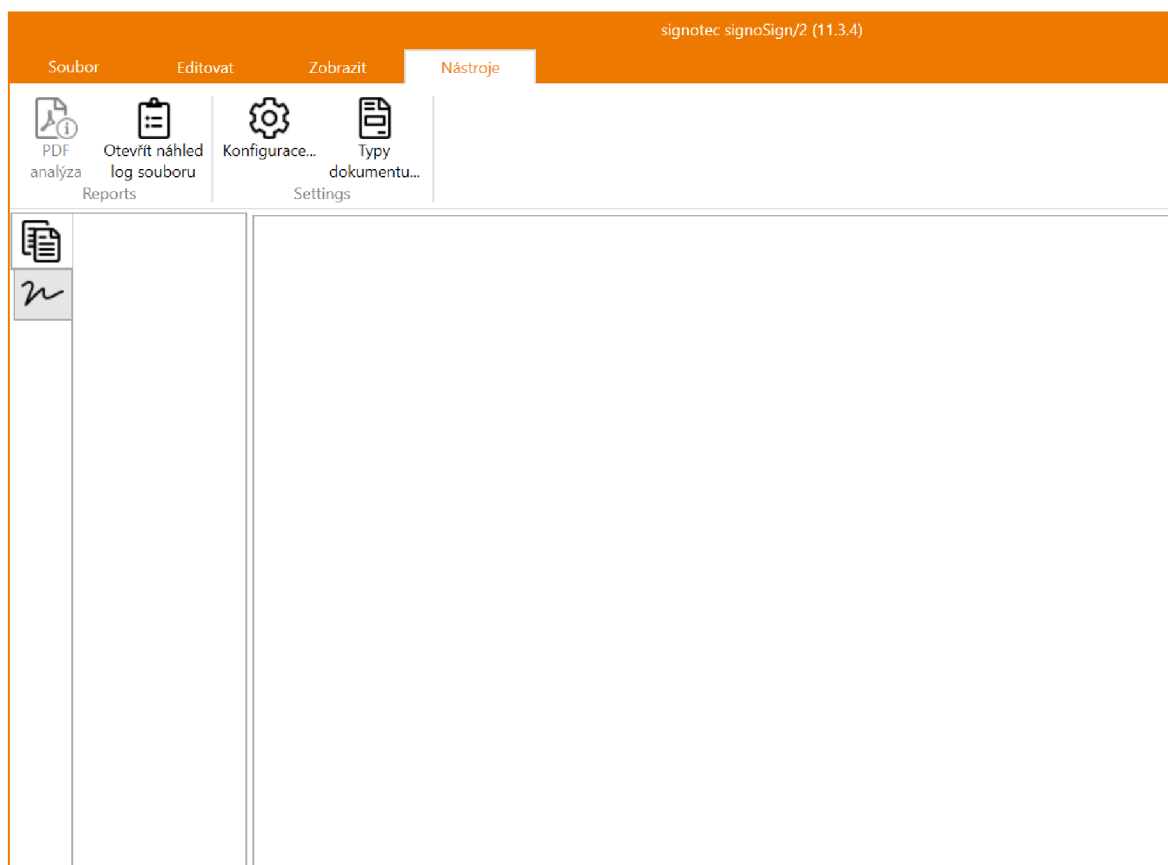 signotec signoSign/2 (11.3.4)
Soubor Editovat Zobrazit Nástroje
PDF
analýza
Otevřít náhled
log souboru
Konfigurace...
Typy
dokumentu...
Reports
Settings